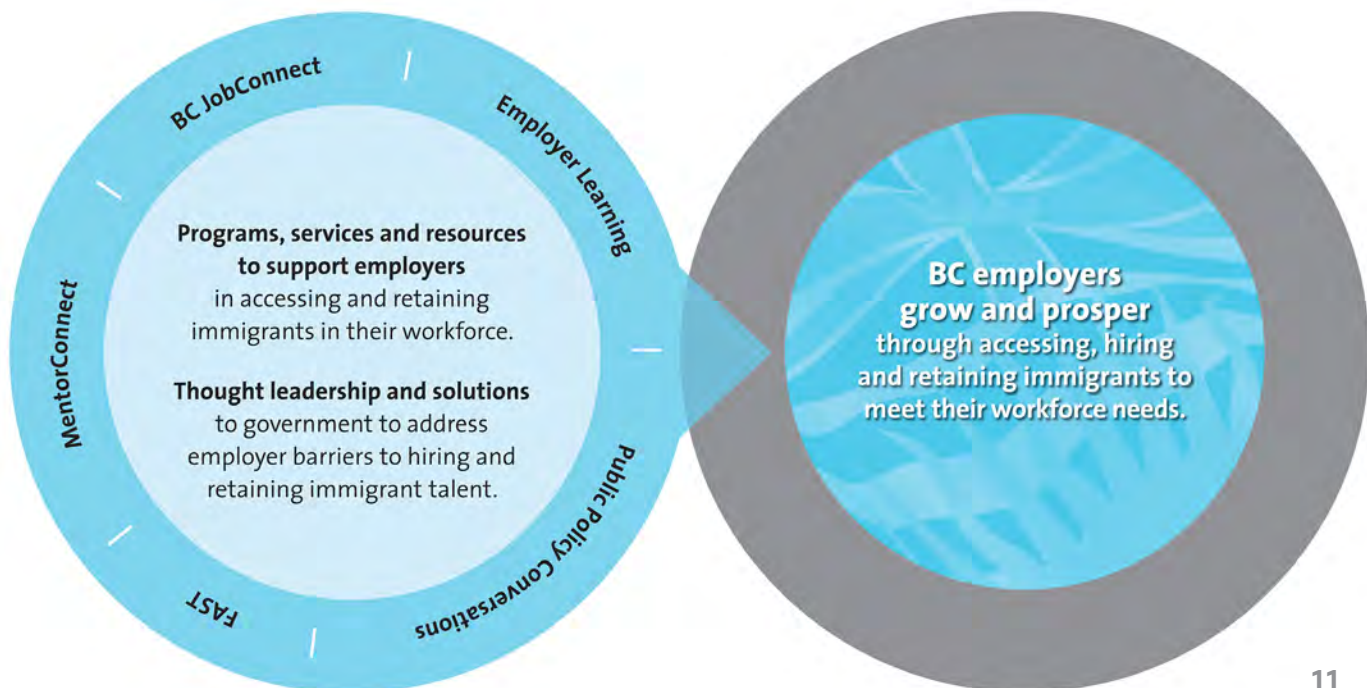 BC JobConnect
Employer Learning
Public Policy Conversations
FAST
MentorConnect
Programs, services and resources
to support employers
in accessing and retaining
immigrants in their workforce.
Thought leadership and solutions
to government to address
employer barriers to hiring and
retaining immigrant talent.
BC employers
grow and prosper
through accessing, hiring
and retaining immigrants to
meet their workforce needs.
11